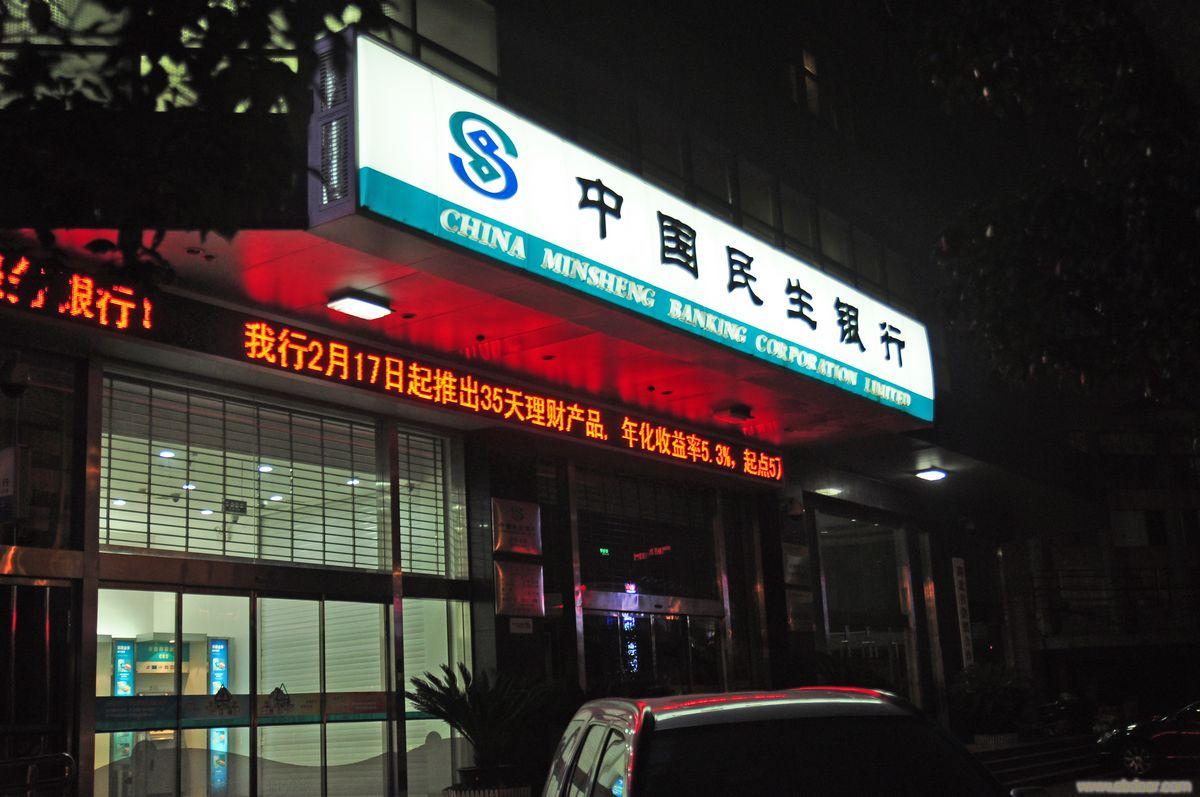 中国民生银行
CHINA MINSHENG BANKING CORPORATION LIMITED
银行！
我行2月17日起推出35天理财产品，年化收益率5.3%，起点5万